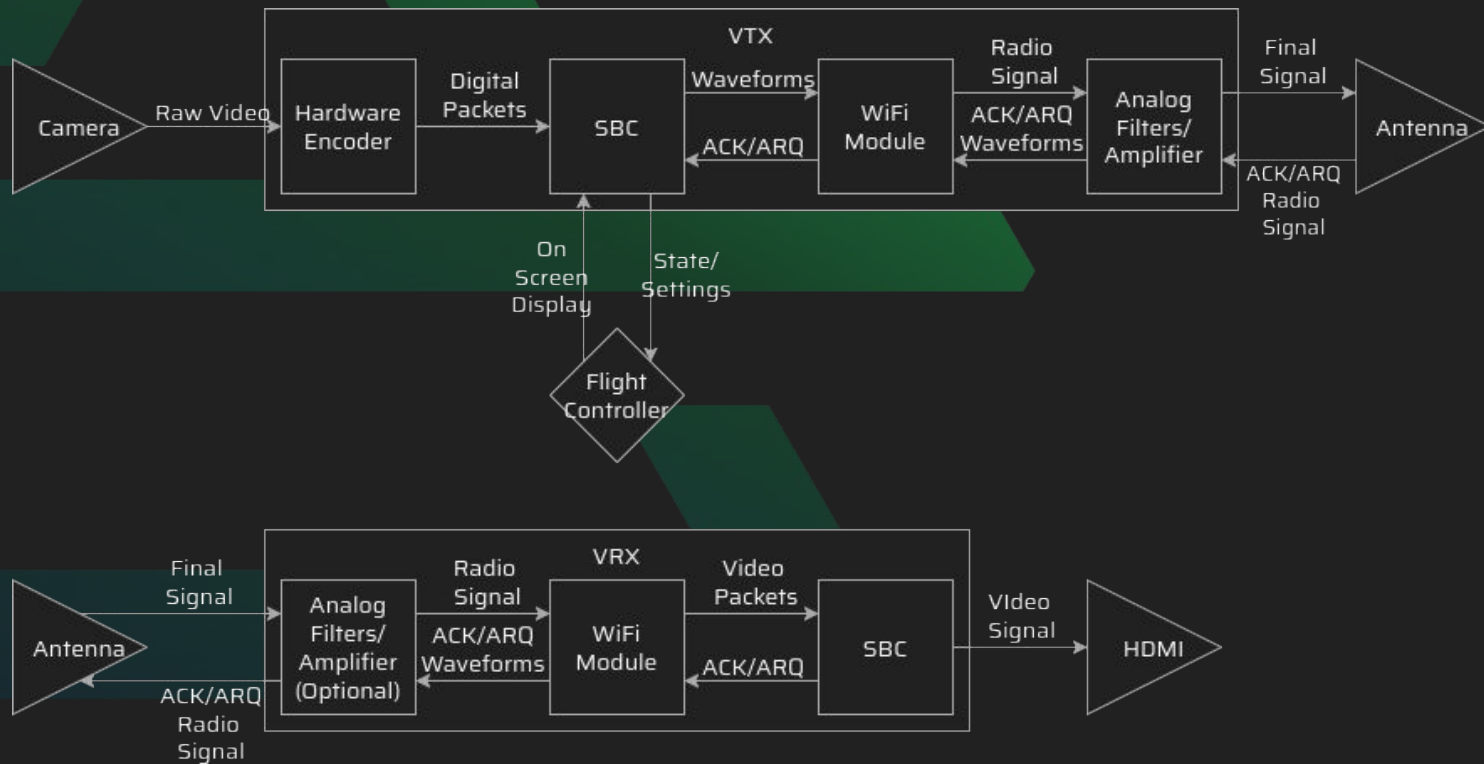 VTX
Camera
Raw Video
Hardware
Encoder
Digital
Packets
SBC
Waveforms
ACK/ARQ
WiFi
Module
Radio
Signal
ACK/ARQ
Waveforms
Analog
Filters/
Amplifier
Final
Signal
ACK/ARQ
Radio
Signal
Antenna
On
Screen
Display
State/
Settings
Flight
Controller
VRX
Antenna
Final
Signal
ACK/ARQ
Radio
Signal
Analog
Filters/
Amplifier
(Optional)
Radio
Signal
ACK/ARQ
Waveforms
WiFi
Module
Video
Packets
ACK/ARQ
SBC
VIdeo
Signal
HDMI